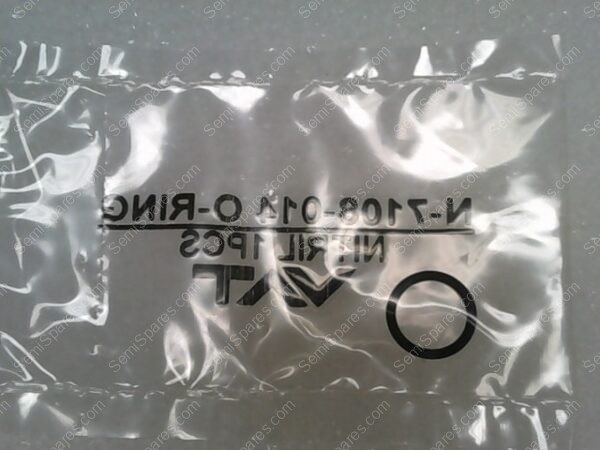 N-7108-014 O-RING
NITRIL 1PCS
VAT
SemiSpares.com